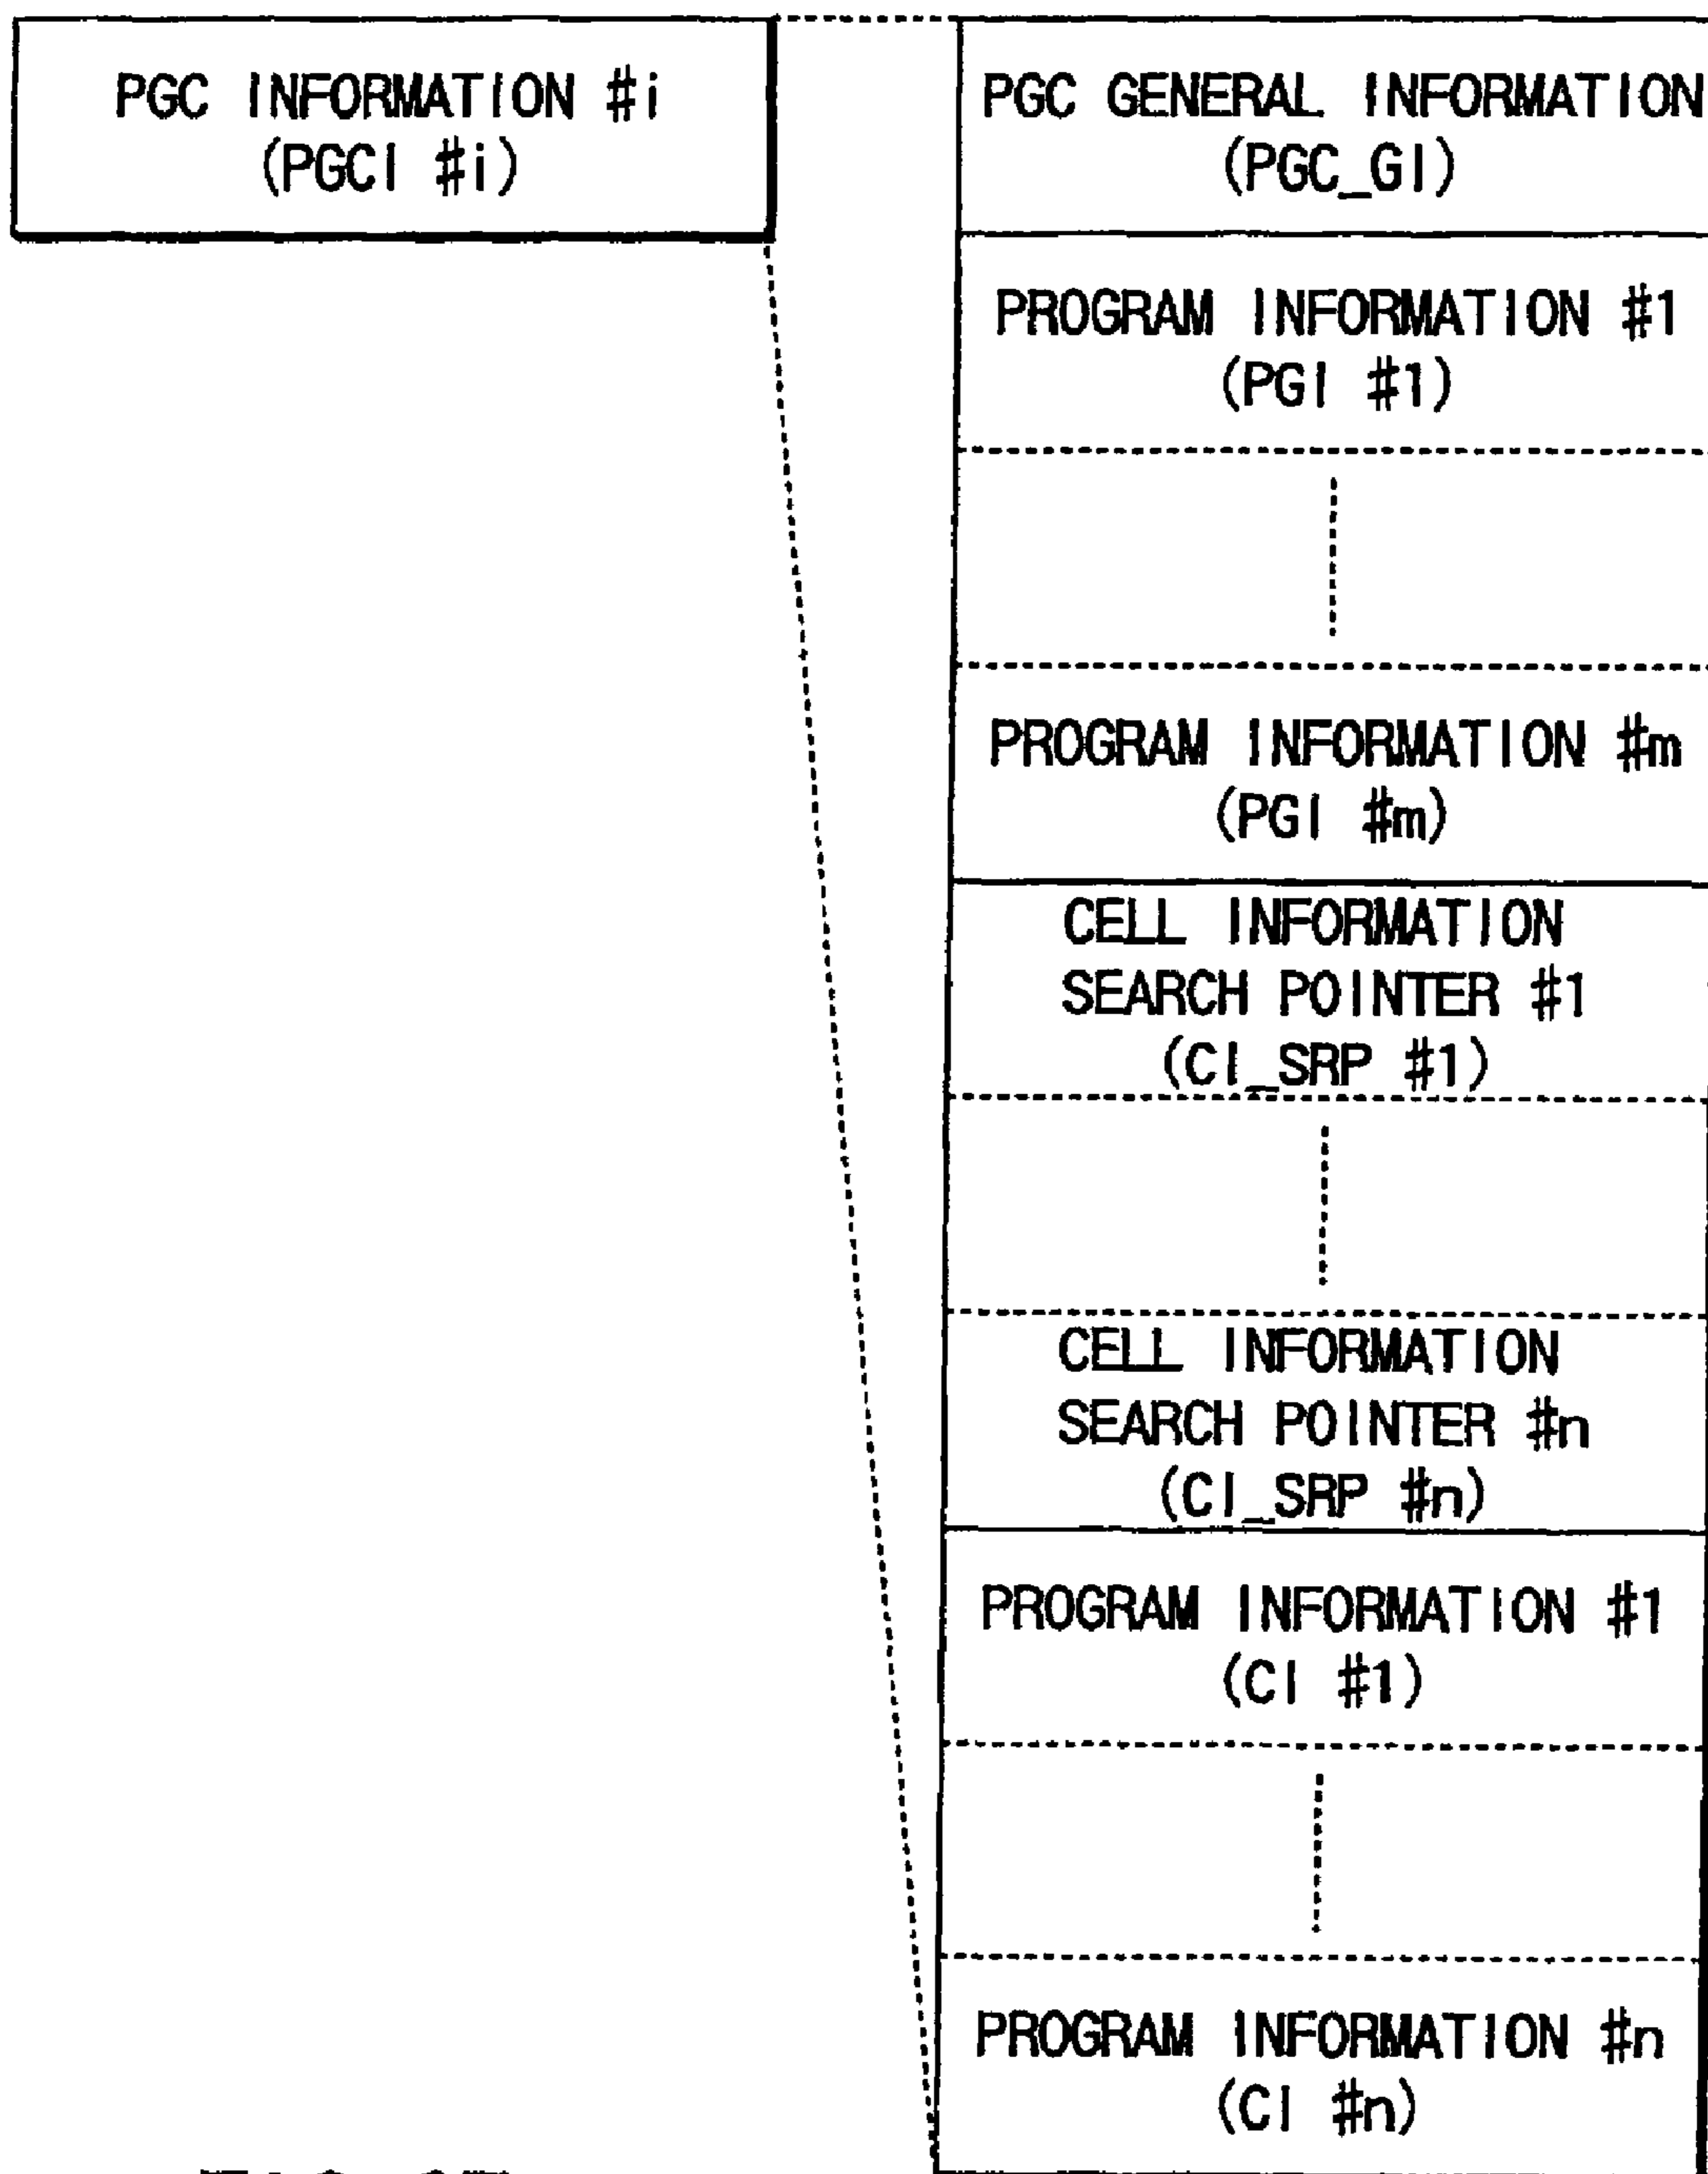 PGC INFORMATION #i
(PGCI #i)
PGC GENERAL INFORMATION
(PGC_GI)
PROGRAM INFORMATION #1
(PGI #1)
PROGRAM INFORMATION #m
(PGI #m)
CELL INFORMATION
SEARCH POINTER #1
(CI_SRP #1)
CELL INFORMATION
SEARCH POINTER #n
(CI_SRP #n)
PROGRAM INFORMATION #1
(CI #1)
PROGRAM INFORMATION #n
(CI #n)